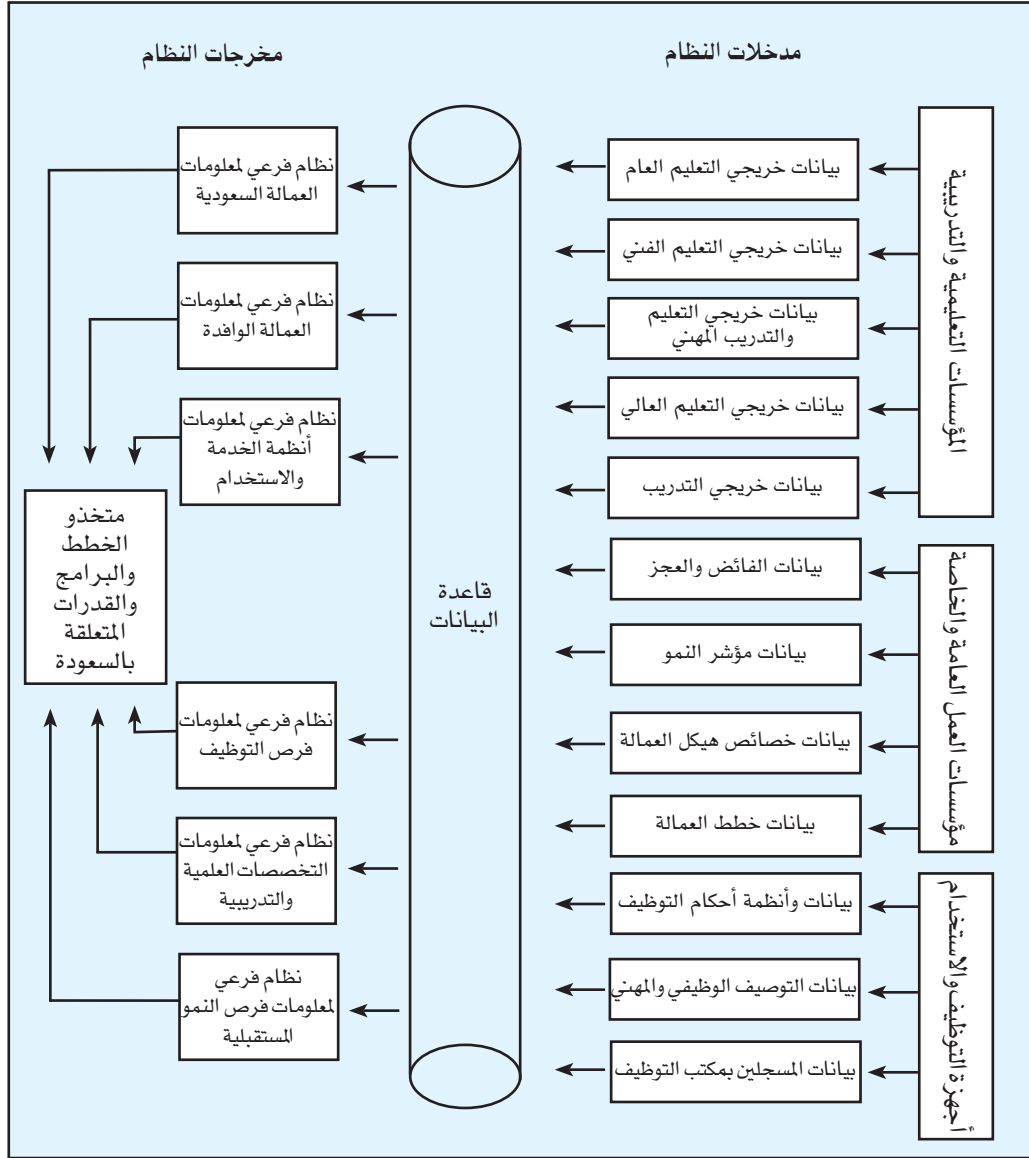 مدخلات النظام
مخرجات النظام
المؤسسات التعليمية والتدريبية
بيانات خريجي التعليم العام
بيانات خريجي التعليم الفني
بيانات خريجي التعليم
والتدريب المهني
بيانات خريجي التعليم العالي
بيانات خريجي التدريب
مؤسسات العمل العامة والخاصة
بيانات الفائض والعجز
بيانات مؤشر النمو
بيانات خصائص هيكل العمالة
بيانات خطط العمالة
أجهزة التوظيف والاستخدام
بيانات وأنظمة أحكام التوظيف
بيانات التوصيف الوظيفي والمهني
بيانات المسجلين بمكتب التوظيف
قاعدة
البيانات
نظام فرعي لمعلومات
العمالة السعودية
نظام فرعي لمعلومات
العمالة الوافدة
نظام فرعي لمعلومات
أنظمة الخدمة
والاستخدام
نظام فرعي لمعلومات
فرص التوظيف
نظام فرعي لمعلومات
التخصصات العلمية
والتدريبية
نظام فرعي
لمعلومات فرص النمو
المستقبلية
متخذو
الخطط
والبرامج
والقدرات
المتعلقة
بالسعودة